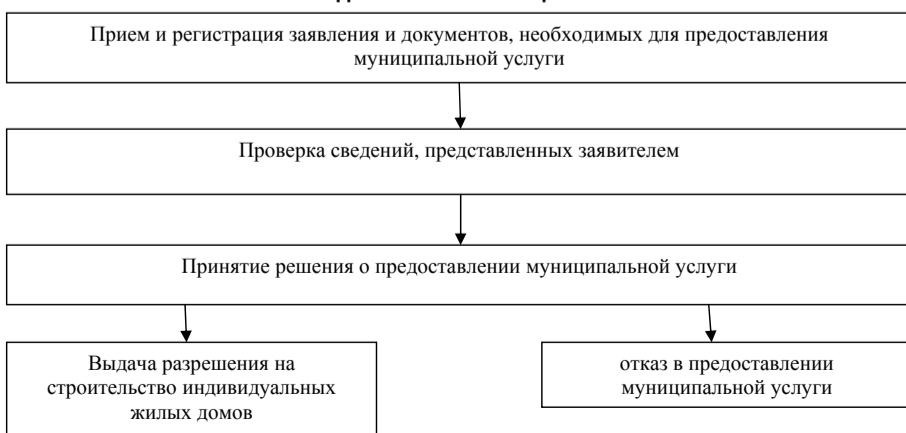 Прием и регистрация заявления и документов, необходимых для предоставления
муниципальной услуги
Проверка сведений, представленных заявителем
Принятие решения о предоставлении муниципальной услуги
Выдача разрешения на
строительство индивидуальных
жилых домов
отказ в предоставлении
муниципальной услуги